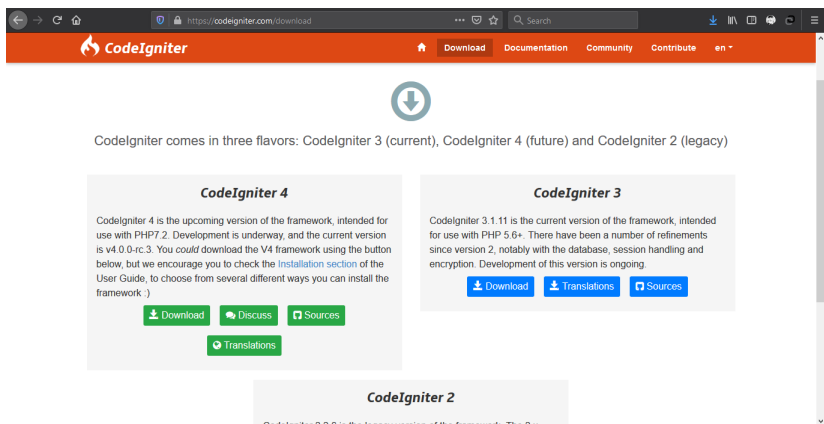 https://codeigniter.com/download
Search
CodeIgniter
Download Documentation Community Contribute en
CodeIgniter comes in three flavors: CodeIgniter 3 (current), CodeIgniter 4 (future) and CodeIgniter 2 (legacy)
CodeIgniter 4
CodeIgniter 4 is the upcoming version of the framework, intended for
use with PHP7.2. Development is underway, and the current version
is v4.0.0-rc.3. You could download the V4 framework using the button
below, but we encourage you to check the Installation section of the
User Guide, to choose from several different ways you can install the
framework :)
Download Discuss Sources
Translations
CodeIgniter 3
CodeIgniter 3.1.11 is the current version of the framework, intended
for use with PHP 5.6+. There have been a number of refinements
since version 2, notably with the database, session handling and
encryption. Development of this version is ongoing.
Download Translations Sources
CodeIgniter 2